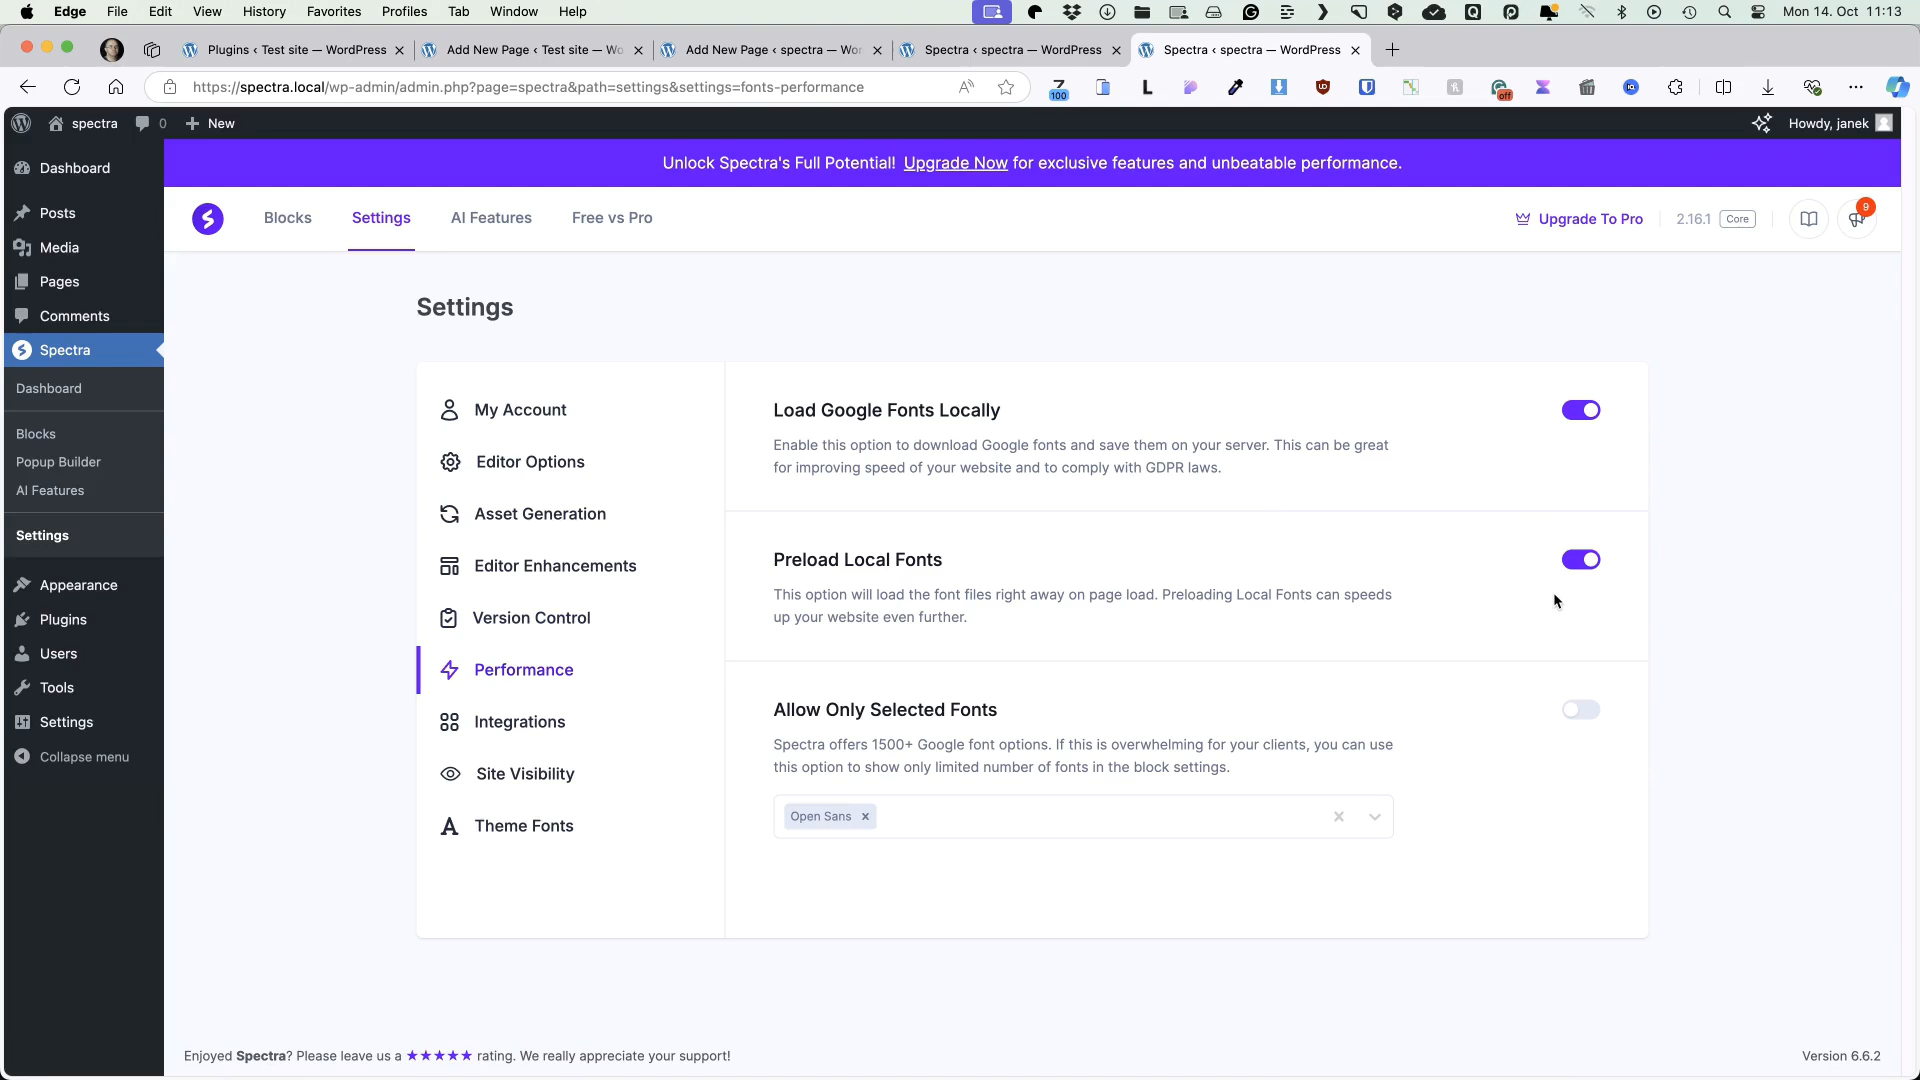 Edge File Edit View History Favorites Profiles Tab Window Help
Mon 14. Oct 11:13
Plugins ‹ Test site — WordPress
Add New Page ‹ Test site — Wo
Add New Page ‹ spectra — Wor
Spectra ‹ spectra — WordPress
Spectra ‹ spectra — WordPress
https://spectra.local/wp-admin/admin.php?page=spectra&path=settings&settings=fonts-performance
100
off
spectra 0 New
Howdy, janek
Unlock Spectra's Full Potential! Upgrade Now for exclusive features and unbeatable performance.
Blocks Settings AI Features Free vs Pro
Upgrade To Pro 2.16.1 Core 9
Dashboard
Posts
Media
Pages
Comments
Spectra
Dashboard
Blocks
Popup Builder
AI Features
Settings
Appearance
Plugins
Users
Tools
Settings
Collapse menu
Settings
My Account
Editor Options
Asset Generation
Editor Enhancements
Version Control
Performance
Integrations
Site Visibility
Theme Fonts
Load Google Fonts Locally
Enable this option to download Google fonts and save them on your server. This can be great
for improving speed of your website and to comply with GDPR laws.
Preload Local Fonts
This option will load the font files right away on page load. Preloading Local Fonts can speeds
up your website even further.
Allow Only Selected Fonts
Spectra offers 1500+ Google font options. If this is overwhelming for your clients, you can use
this option to show only limited number of fonts in the block settings.
Open Sans
Enjoyed Spectra? Please leave us a ★★★★★ rating. We really appreciate your support!
Version 6.6.2